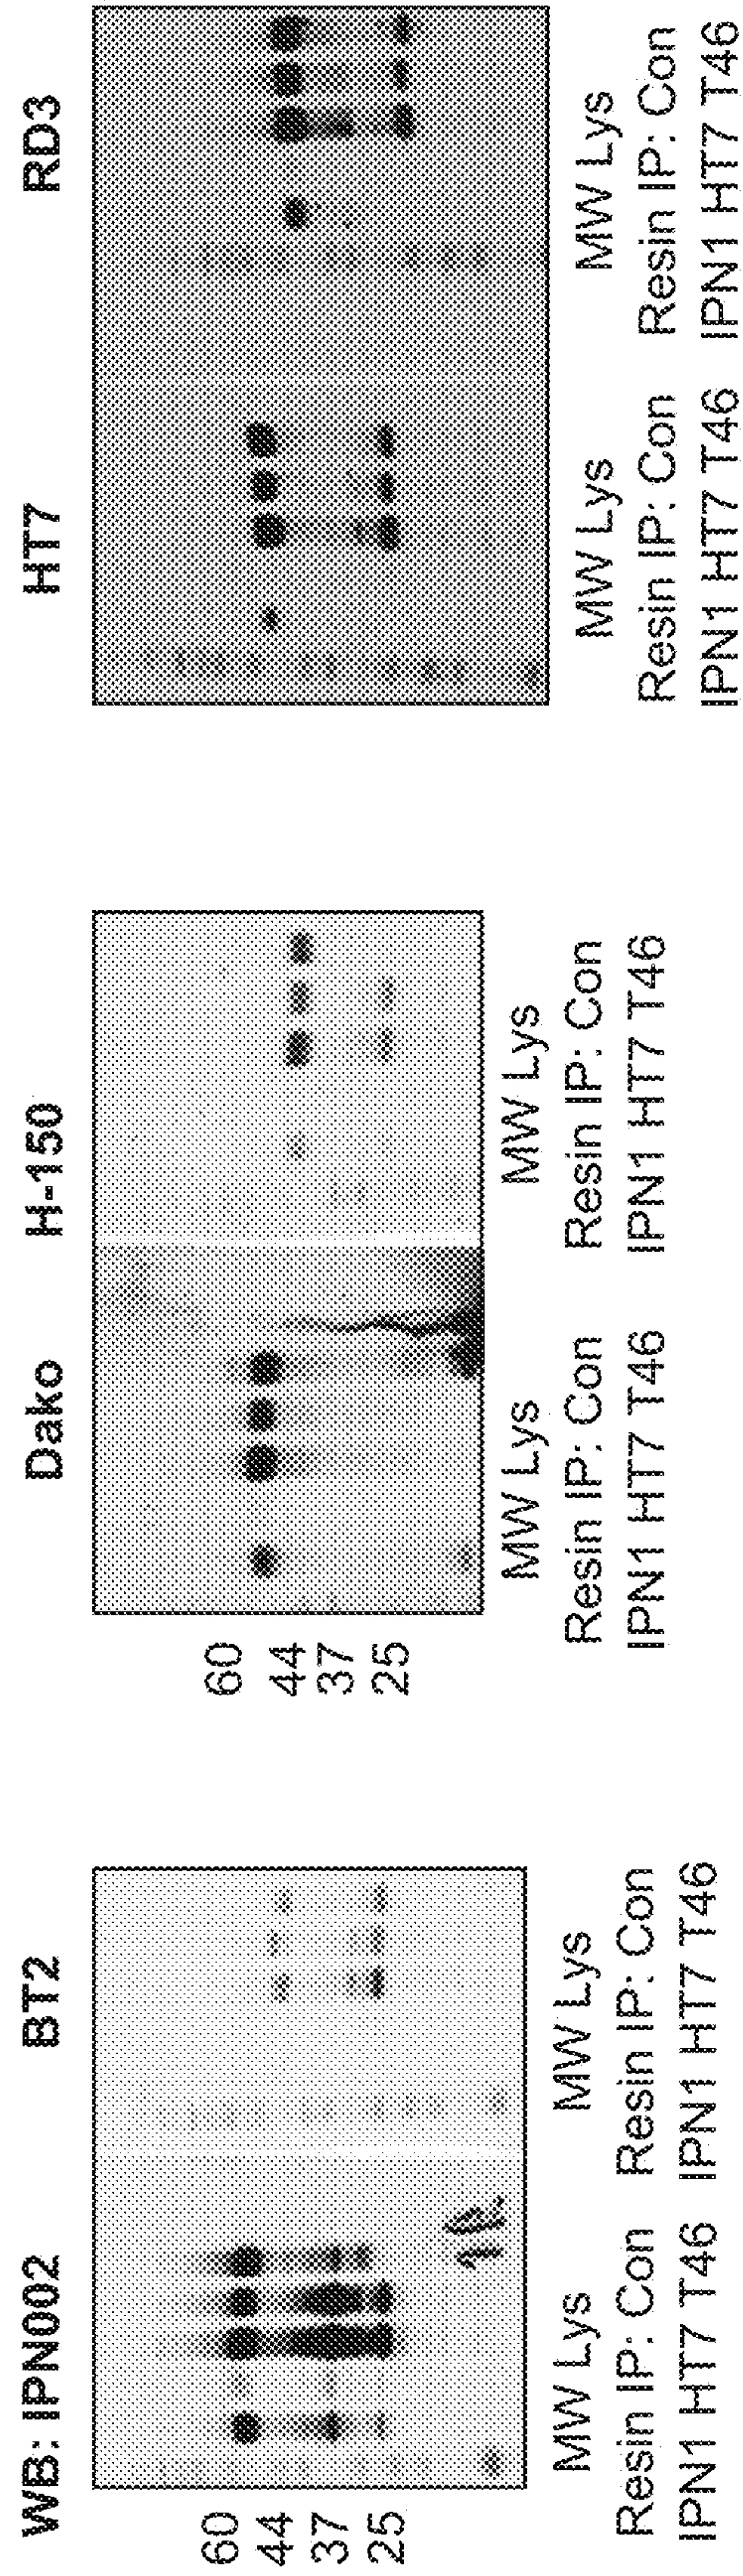 WB: IPN002 BT2
60
44
37
25
MW Lys
Resin IP: Con
IPN1 HT7 T46
MW Lys
Resin IP: Con
IPN1 HT7 T46
Dako H-150
60
44
37
25
MW Lys
Resin IP: Con
IPN1 HT7 T46
MW Lys
Resin IP: Con
IPN1 HT7 T46
HT7 RD3
MW Lys
Resin IP: Con
IPN1 HT7 T46
MW Lys
Resin IP: Con
IPN1 HT7 T46